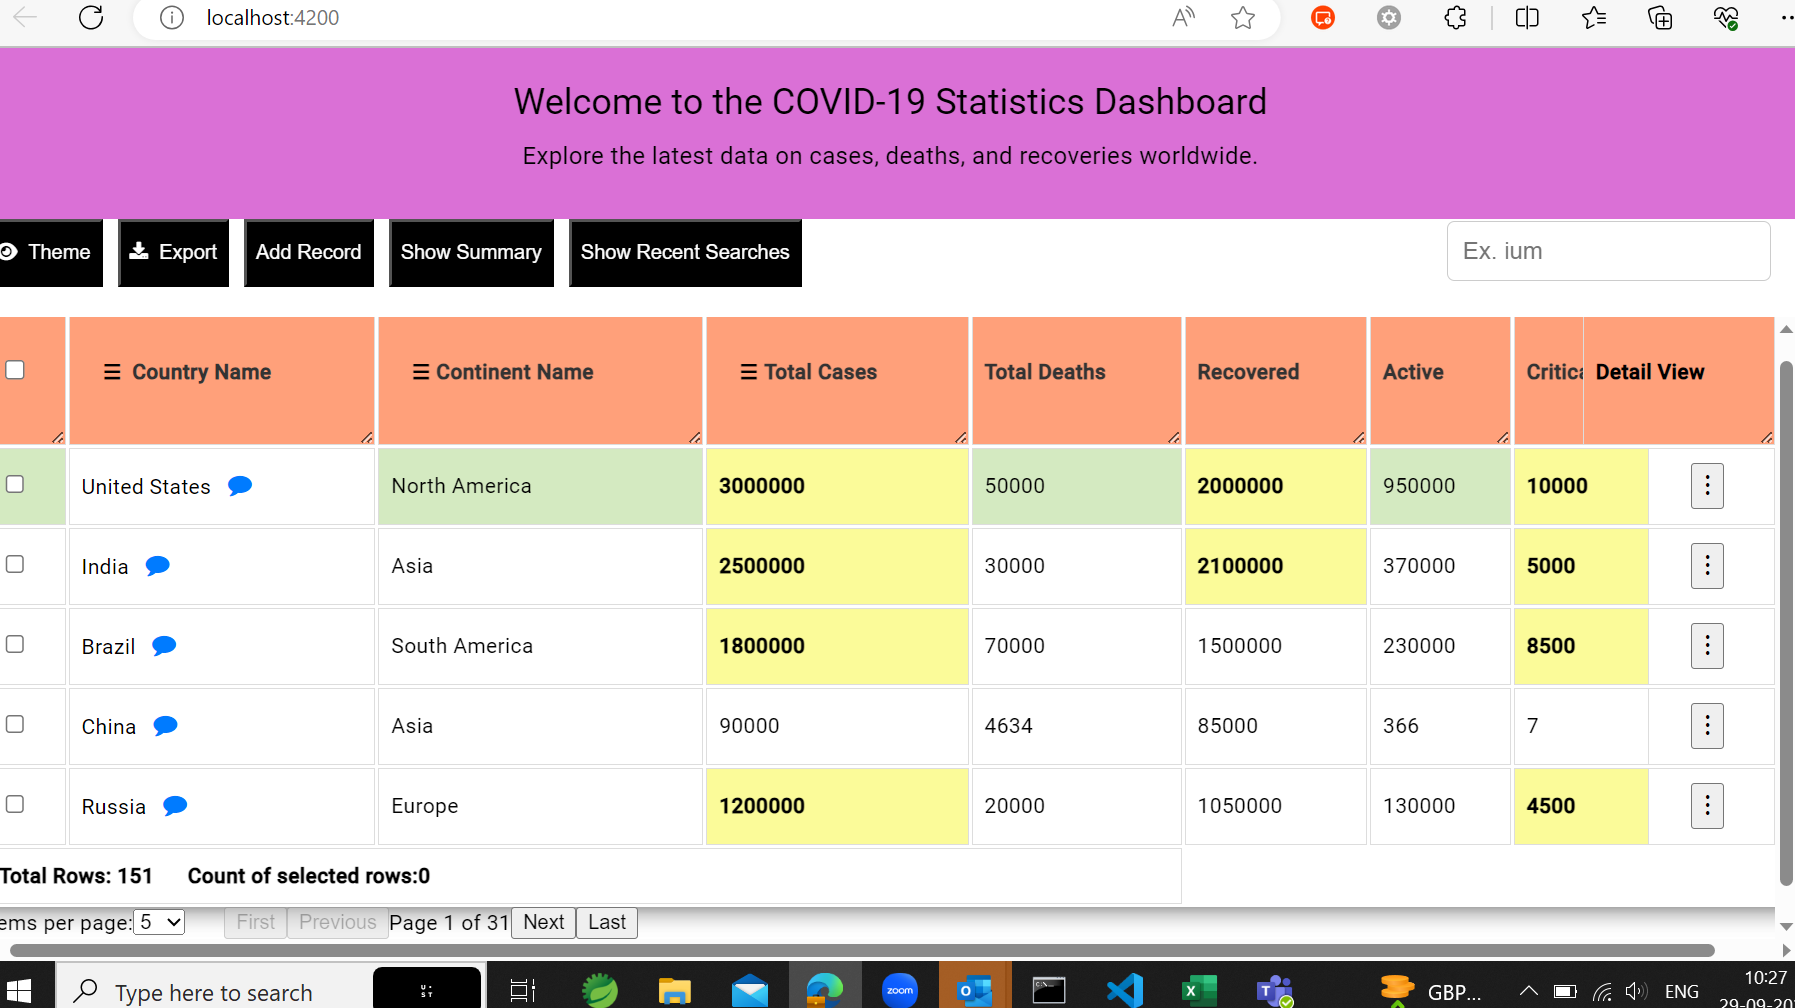 localhost:4200
Welcome to the COVID-19 Statistics Dashboard
Explore the latest data on cases, deaths, and recoveries worldwide.
Theme Export Add Record Show Summary Show Recent Searches Ex. ium
Country Name Continent Name Total Cases Total Deaths Recovered Active Critica Detail View
United States North America 3000000 50000 2000000 950000 10000
India Asia 2500000 30000 2100000 370000 5000
Brazil South America 1800000 70000 1500000 230000 8500
China Asia 90000 4634 85000 366 7
Russia Europe 1200000 20000 1050000 130000 4500
Total Rows: 151 Count of selected rows:0
ems per page: 5 First Previous Page 1 of 31 Next Last
Type here to search zoom GBP... ENG 10:27
29-09-20